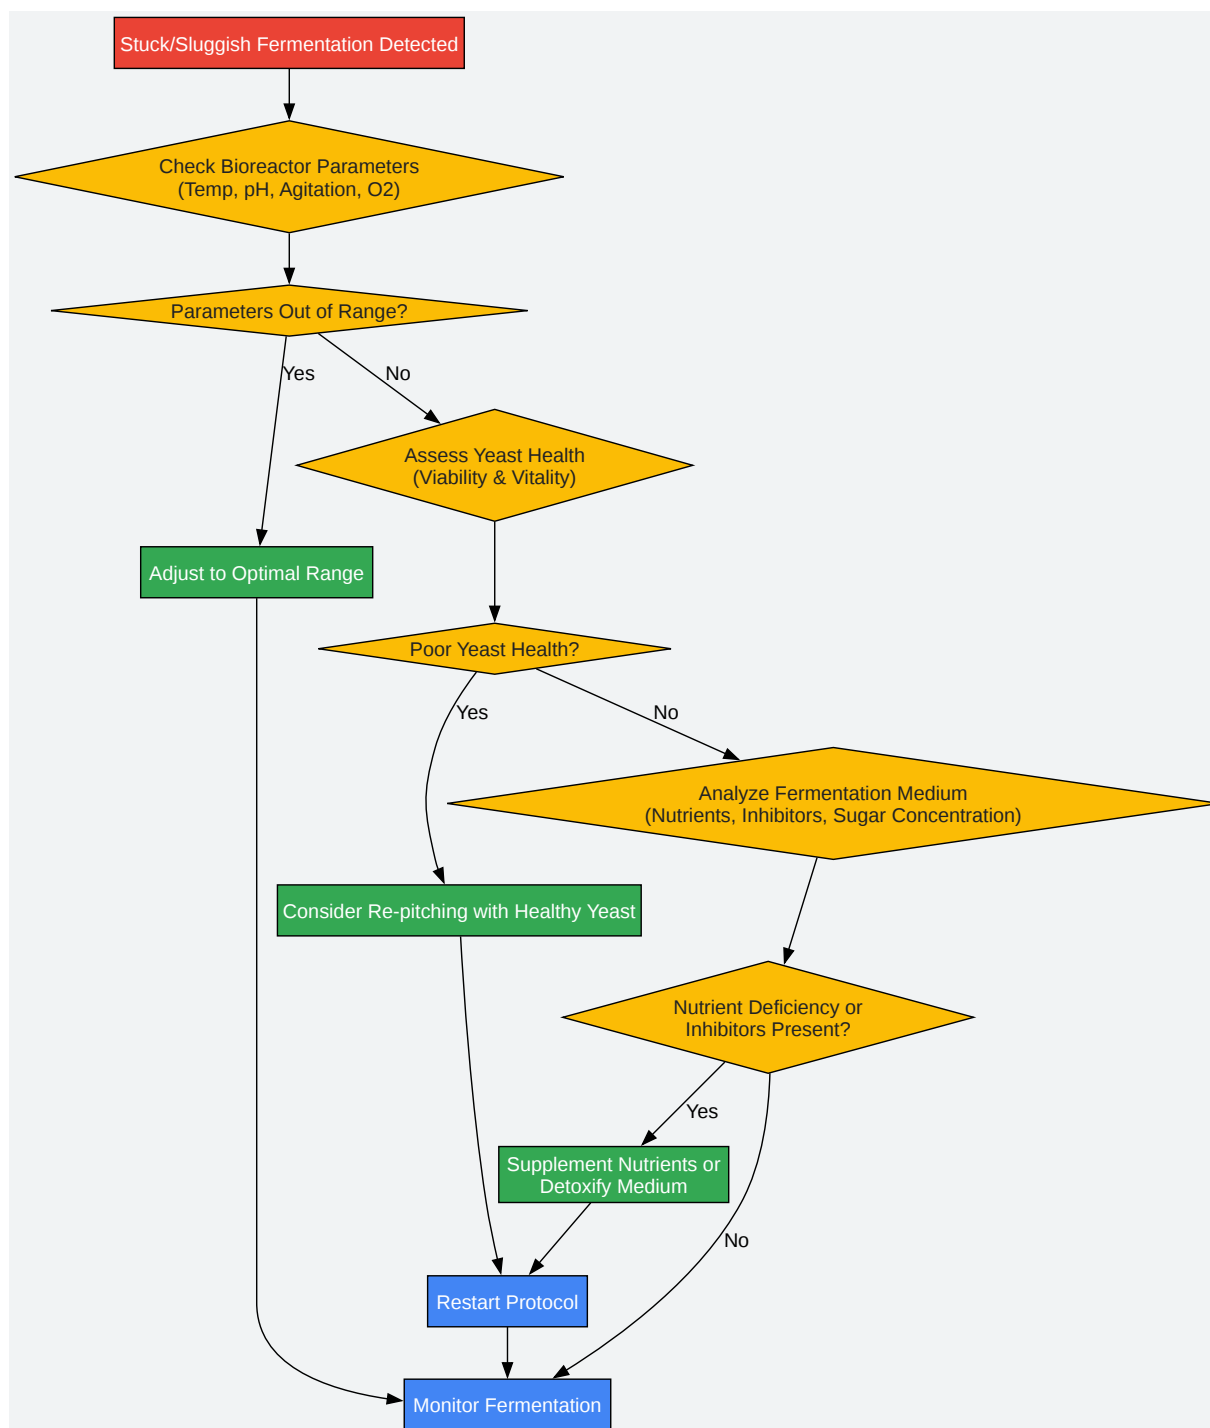 Stuck/Sluggish Fermentation Detected
Check Bioreactor Parameters
(Temp, pH, Agitation, O2)
Parameters Out of Range?
Yes
No
Assess Yeast Health
(Viability & Vitality)
Adjust to Optimal Range
Poor Yeast Health?
Yes
No
Analyze Fermentation Medium
(Nutrients, Inhibitors, Sugar Concentration)
Consider Re-pitching with Healthy Yeast
Nutrient Deficiency or
Inhibitors Present?
Yes
Supplement Nutrients or
Detoxify Medium
No
Restart Protocol
Monitor Fermentation